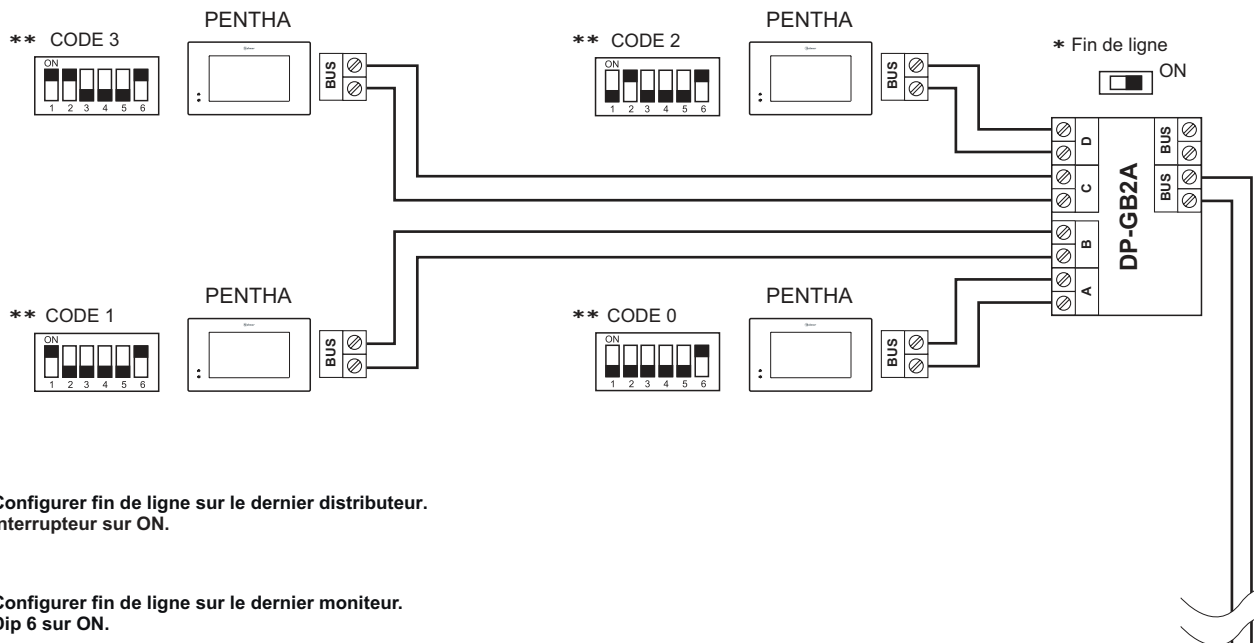 PENTHA
** CODE 3
ON
1 2 3 4 5 6
BUS
PENTHA
** CODE 2
ON
1 2 3 4 5 6
BUS
* Fin de ligne
ON
D
C
B
A
DP-GB2A
BUS
BUS
PENTHA
** CODE 1
ON
1 2 3 4 5 6
BUS
PENTHA
** CODE 0
ON
1 2 3 4 5 6
BUS
Configurer fin de ligne sur le dernier distributeur.
nterrupteur sur ON.
Configurer fin de ligne sur le dernier moniteur.
Dip 6 sur ON.